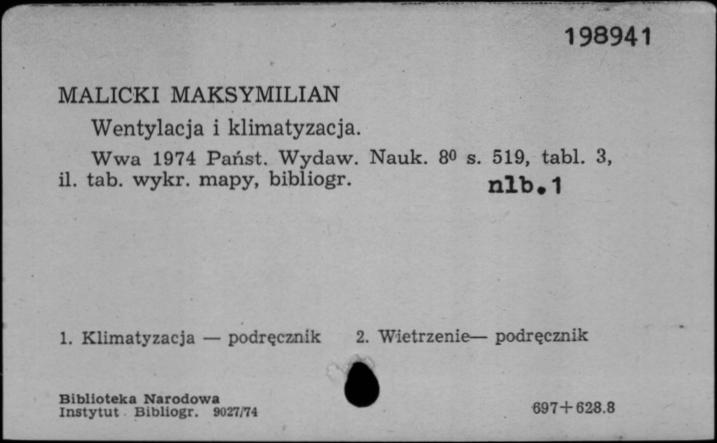 198941
MALICKI MAKSYMILIAN
Wentylacja i klimatyzacja.
Wwa 1974 Państ. Wydaw. Nauk. 8⁰ s. 519, tabl. 3,
il. tab. wykr. mapy, bibliogr. nlb.1
1. Klimatyzacja — podręcznik 2. Wietrzenie— podręcznik
Biblioteka Narodowa
Instytut Bibliogr. 9027/74 697+628.8